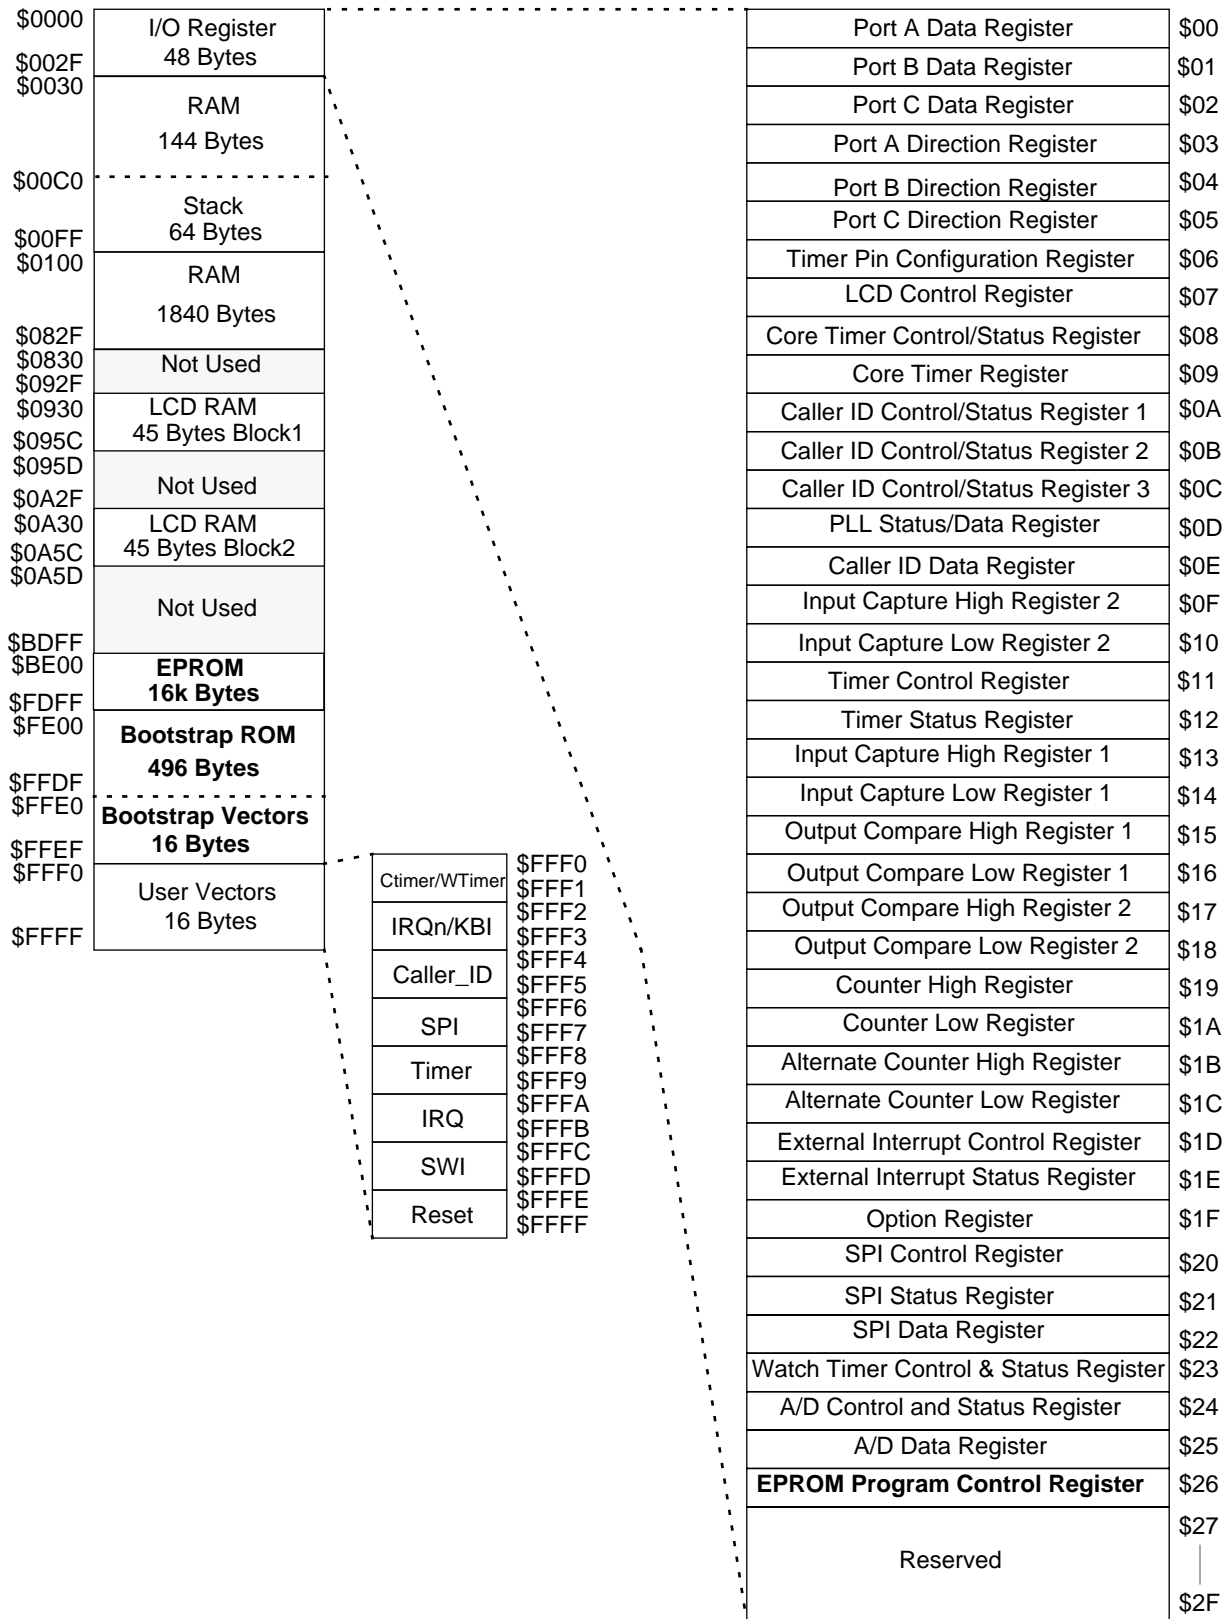 $0000
I/O Register
48 Bytes
$002F
$0030
RAM
144 Bytes
$00C0
Stack
64 Bytes
$00FF
$0100
RAM
1840 Bytes
$082F
$0830
Not Used
$092F
$0930
LCD RAM
45 Bytes Block1
$095C
$095D
Not Used
$0A2F
$0A30
LCD RAM
45 Bytes Block2
$0A5C
$0A5D
Not Used
$BDFF
$BE00
EPROM
16k Bytes
$FDFF
$FE00
Bootstrap ROM
496 Bytes
$FFDF
$FFE0
Bootstrap Vectors
16 Bytes
$FFEF
$FFF0
User Vectors
16 Bytes
$FFFF
Ctimer/WTimer
$FFF0
$FFF1
IRQn/KBI
$FFF2
$FFF3
Caller_ID
$FFF4
$FFF5
SPI
$FFF6
$FFF7
Timer
$FFF8
$FFF9
IRQ
$FFFA
$FFFB
SWI
$FFFC
$FFFD
Reset
$FFFE
$FFFF
Port A Data Register $00
Port B Data Register $01
Port C Data Register $02
Port A Direction Register $03
Port B Direction Register $04
Port C Direction Register $05
Timer Pin Configuration Register $06
LCD Control Register $07
Core Timer Control/Status Register $08
Core Timer Register $09
Caller ID Control/Status Register 1 $0A
Caller ID Control/Status Register 2 $0B
Caller ID Control/Status Register 3 $0C
PLL Status/Data Register $0D
Caller ID Data Register $0E
Input Capture High Register 2 $0F
Input Capture Low Register 2 $10
Timer Control Register $11
Timer Status Register $12
Input Capture High Register 1 $13
Input Capture Low Register 1 $14
Output Compare High Register 1 $15
Output Compare Low Register 1 $16
Output Compare High Register 2 $17
Output Compare Low Register 2 $18
Counter High Register $19
Counter Low Register $1A
Alternate Counter High Register $1B
Alternate Counter Low Register $1C
External Interrupt Control Register $1D
External Interrupt Status Register $1E
Option Register $1F
SPI Control Register $20
SPI Status Register $21
SPI Data Register $22
Watch Timer Control & Status Register $23
A/D Control and Status Register $24
A/D Data Register $25
EPROM Program Control Register $26
$27
Reserved
$2F